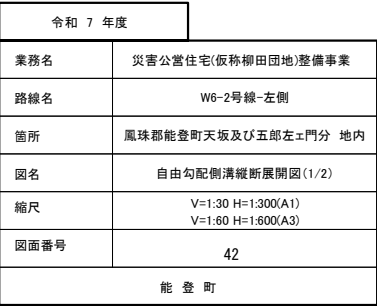 令和 7 年度
業務名 災害公営住宅(仮称柳田団地)整備事業
路線名 W6-2号線-左側
箇所 鳳珠郡能登町天坂及び五郎左ェ門分 地内
図名 自由勾配側溝縦断展開図(1/2)
縮尺 V=1:30 H=1:300(A1)
V=1:60 H=1:600(A3)
図面番号 42
能 登 町